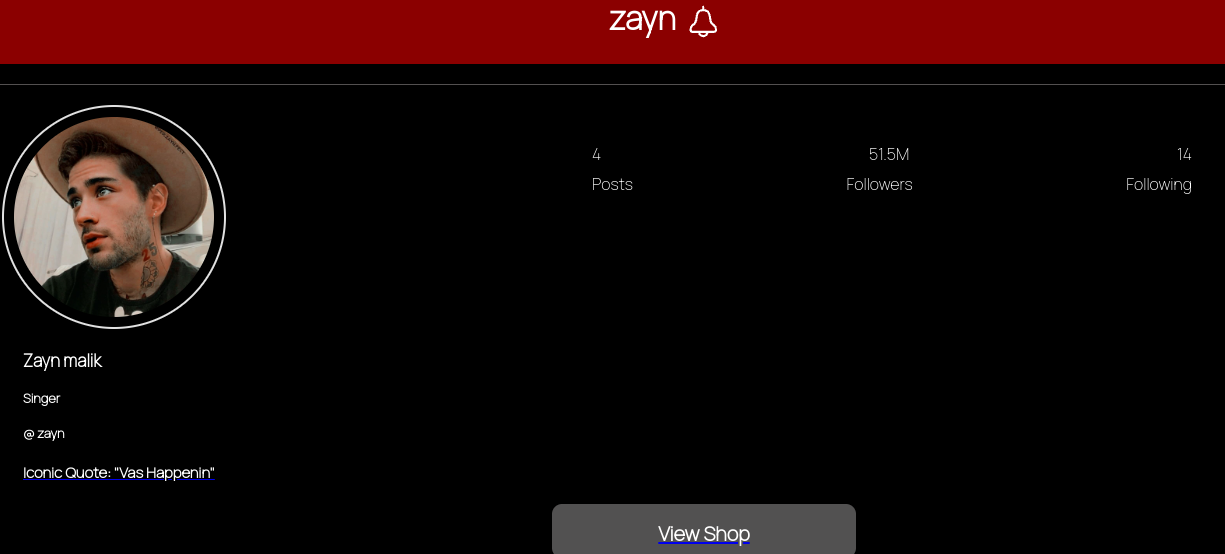 zayn
4 51.5M 14
Posts Followers Following
Zayn malik
Singer
@ zayn
Iconic Quote: "Vas Happenin"
View Shop